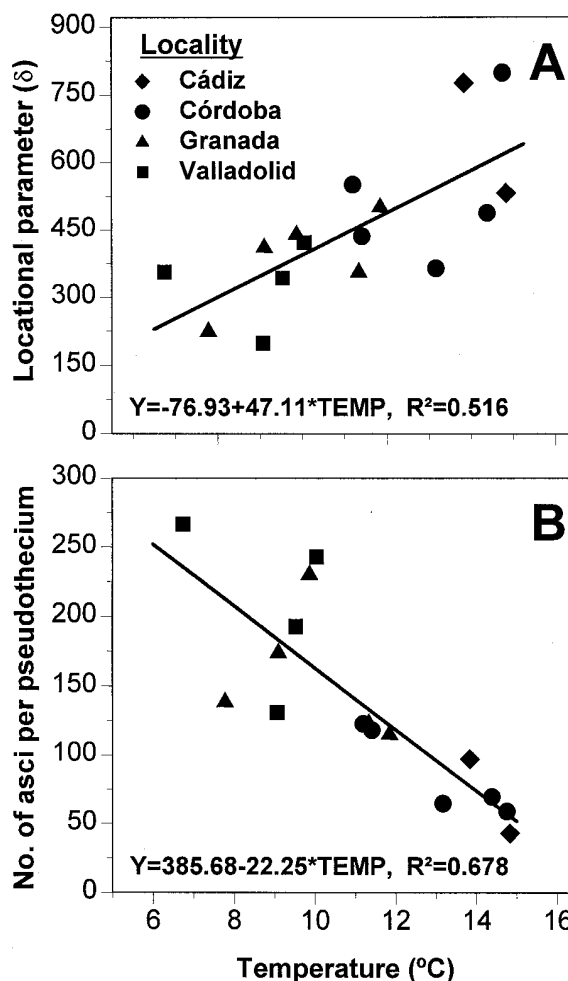 900
750
600
450
300
150
0
Locational parameter (δ)
Locality
Cádiz
Córdoba
Granada
Valladolid
A
Y=-76.93+47.11*TEMP, R²=0.516
300
250
200
150
100
50
0
No. of asci per pseudothecium
B
Y=385.68-22.25*TEMP, R²=0.678
6 8 10 12 14 16
Temperature (ºC)